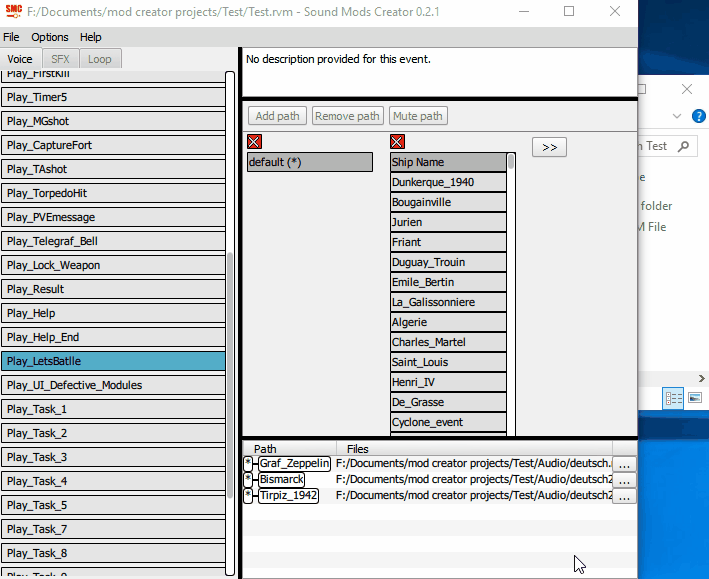 SMC F:/Documents/mod creator projects/Test/Test.rvm - Sound Mods Creator 0.2.1
File Options Help
Voice SFX Loop
Play_FirstKill
Play_Timer5
Play_MGshot
Play_CaptureFort
Play_TAshot
Play_TorpedoHit
Play_PVEmessage
Play_Telegraf_Bell
Play_Lock_Weapon
Play_Result
Play_Help
Play_Help_End
Play_LetsBatlle
Play_UI_Defective_Modules
Play_Task_1
Play_Task_2
Play_Task_3
Play_Task_4
Play_Task_5
Play_Task_7
Play_Task_8
Play_Task_9
No description provided for this event.
Add path Remove path Mute path
default (*)
Ship Name
Dunkerque_1940
Bougainville
Jurien
Friant
Duguay_Trouin
Emile_Bertin
La_Galissonniere
Algerie
Charles_Martel
Saint_Louis
Henri_IV
De_Grasse
Cyclone_event
>>
Path Files
* Graf_Zeppelin F:/Documents/mod creator projects/Test/Audio/deutsch. ...
* Bismarck F:/Documents/mod creator projects/Test/Audio/deutsch2 ...
* Tirpiz_1942 F:/Documents/mod creator projects/Test/Audio/deutsch2 ...
?
Test
e
folder
M File